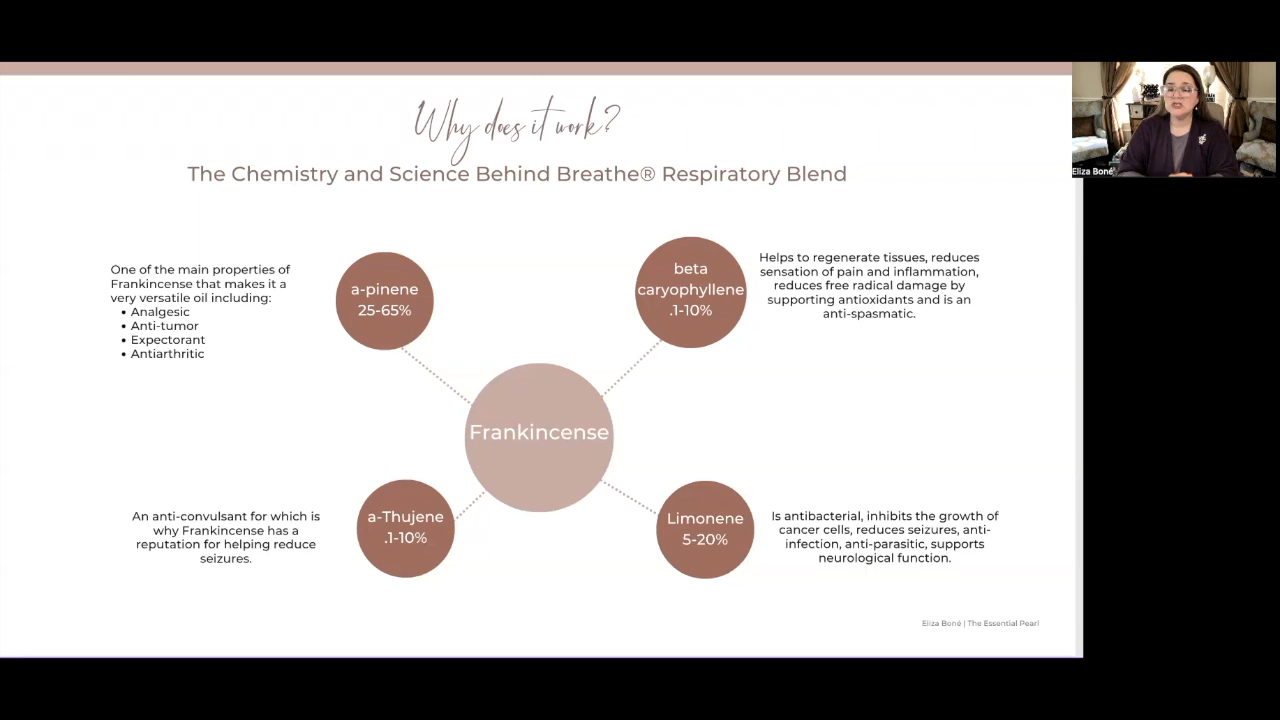 Why does it work?
The Chemistry and Science Behind Breathe® Respiratory Blend
One of the main properties of
Frankincense that makes it a
very versatile oil including:
• Analgesic
• Anti-tumor
• Expectorant
• Antiarthritic
a-pinene
25-65%
beta
caryophyllene
.1-10%
Helps to regenerate tissues, reduces
sensation of pain and inflammation,
reduces free radical damage by
supporting antioxidants and is an
anti-spasmatic.
Frankincense
An anti-convulsant for which is
why Frankincense has a
reputation for helping reduce
seizures.
a-Thujene
.1-10%
Limonene
5-20%
Is antibacterial, inhibits the growth of
cancer cells, reduces seizures, anti-
infection, anti-parasitic, supports
neurological function.
Eliza Boné | The Essential Pearl
Eliza Boné